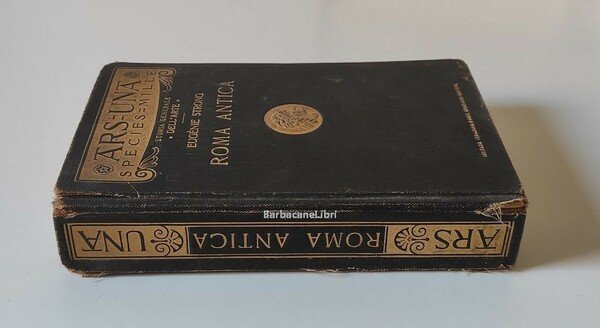 ARS=UNA
SPECIES=MILLE
STORIA GENERALE
• DELL'ARTE •
EUGÉNIE STRONG
ROMA ANTICA
BarbacaneLibri
ARS
ROMA ANTICA
UNA